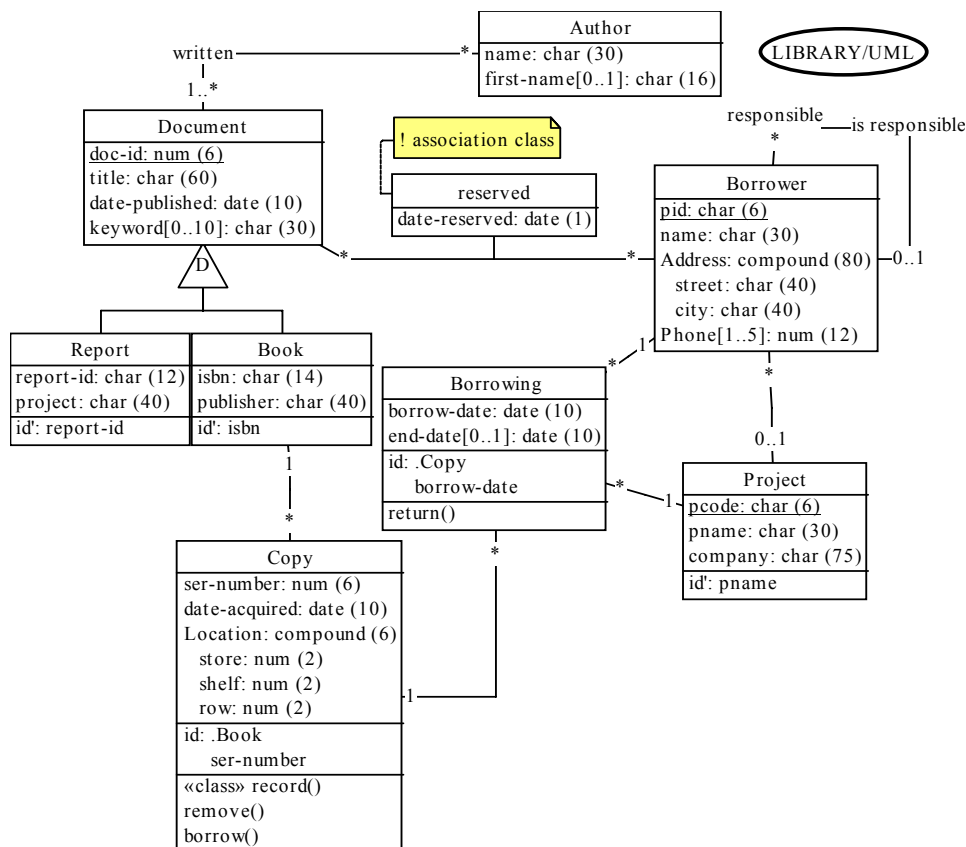 Author
name: char (30)
first-name[0..1]: char (16)
LIBRARY/UML
written
*
1..*
Document
doc-id: num (6)
title: char (60)
date-published: date (10)
keyword[0..10]: char (30)
! association class
reserved
date-reserved: date (1)
*
*
responsible
*
is responsible
0..1
Borrower
pid: char (6)
name: char (30)
Address: compound (80)
street: char (40)
city: char (40)
Phone[1..5]: num (12)
D
Report
report-id: char (12)
project: char (40)
id': report-id
Book
isbn: char (14)
publisher: char (40)
id': isbn
1
*
Borrowing
borrow-date: date (10)
end-date[0..1]: date (10)
id: .Copy
borrow-date
return()
*
1
*
0..1
*
1
*
1
Project
pcode: char (6)
pname: char (30)
company: char (75)
id': pname
Copy
ser-number: num (6)
date-acquired: date (10)
Location: compound (6)
store: num (2)
shelf: num (2)
row: num (2)
id: .Book
ser-number
«class» record()
remove()
borrow()